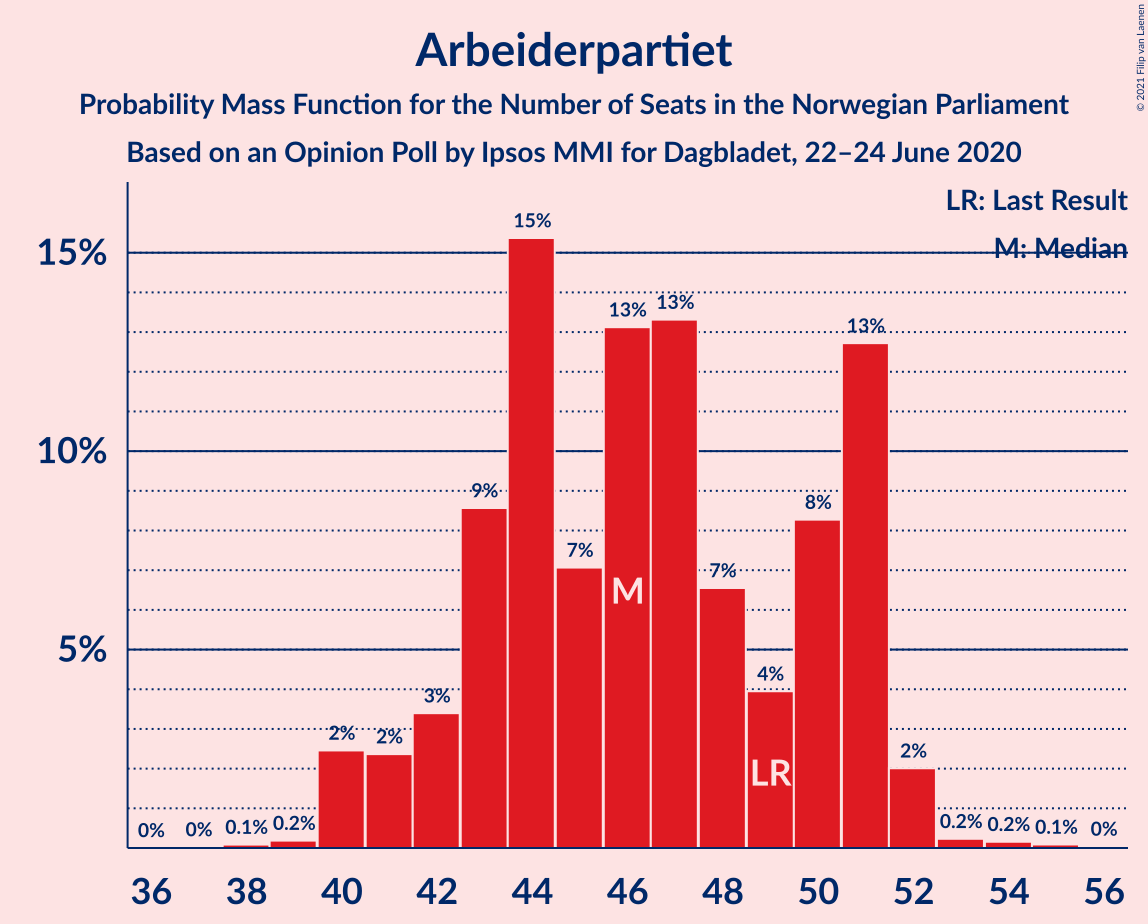 Arbeiderpartiet
Probability Mass Function for the Number of Seats in the Norwegian Parliament
Based on an Opinion Poll by Ipsos MMI for Dagbladet, 22–24 June 2020
© 2021 Filip van Laenen
LR: Last Result
M: Median
15%
10%
5%
0%
0%
0.1%
0.2%
2%
2%
3%
9%
15%
7%
13%
13%
7%
4%
8%
13%
2%
0.2%
0.2%
0.1%
0%
M
LR
36 38 40 42 44 46 48 50 52 54 56